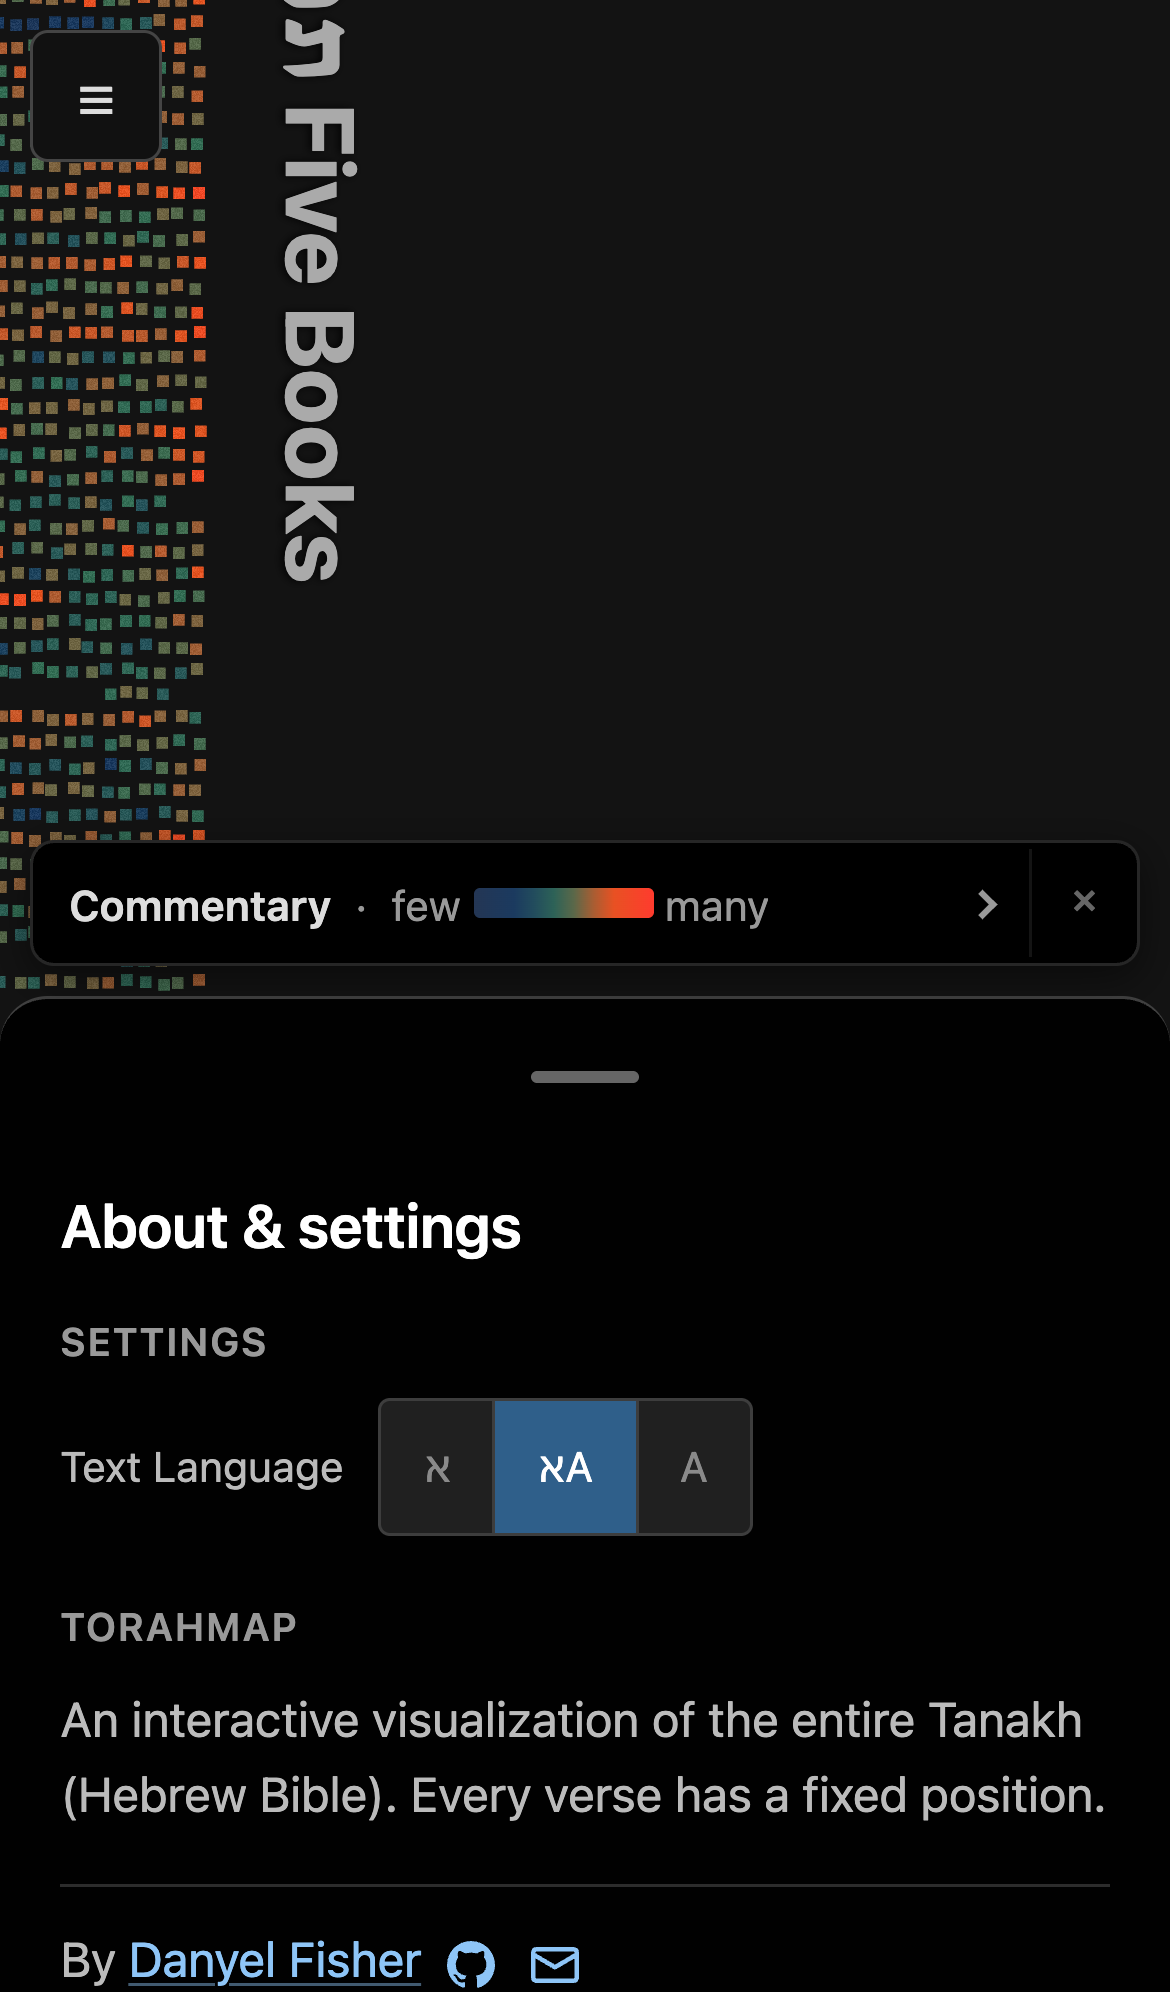 Five Books
Commentary · few many
About & settings
SETTINGS
Text Language א אA A
TORAHMAP
An interactive visualization of the entire Tanakh
(Hebrew Bible). Every verse has a fixed position.
By Danyel Fisher